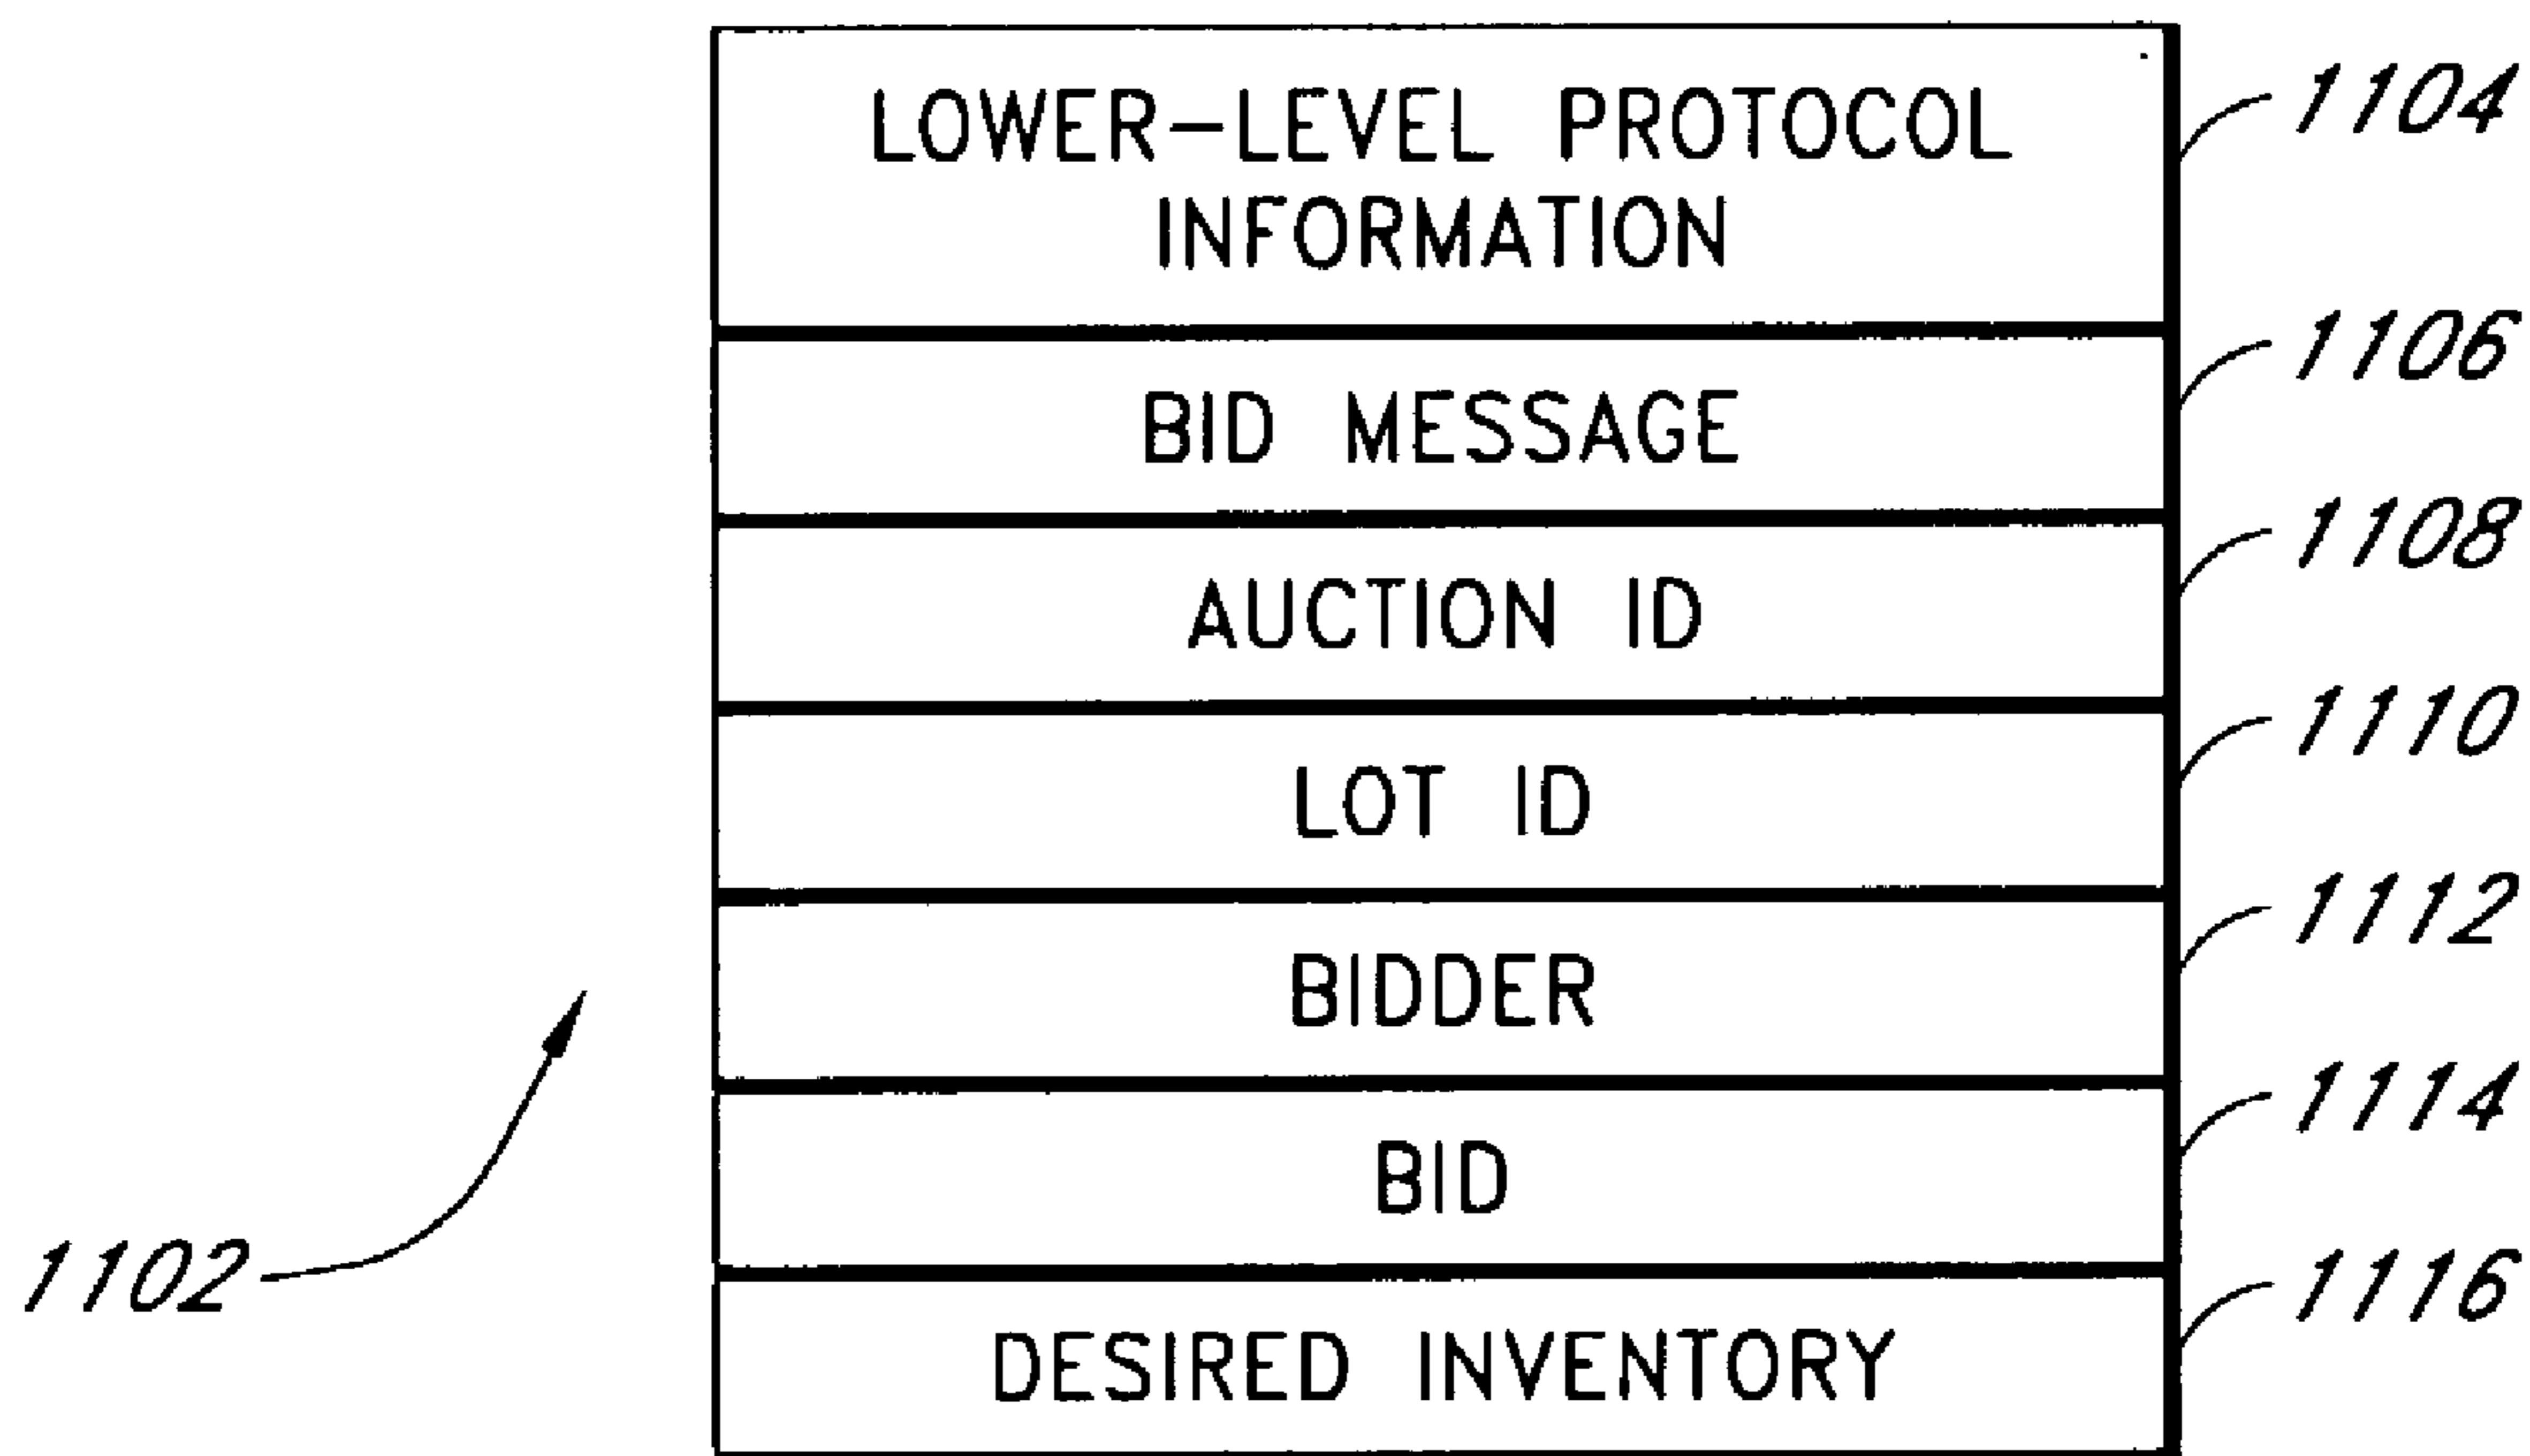 LOWER-LEVEL PROTOCOL
INFORMATION
1104
BID MESSAGE
1106
AUCTION ID
1108
LOT ID
1110
BIDDER
1112
BID
1114
DESIRED INVENTORY
1116
1102